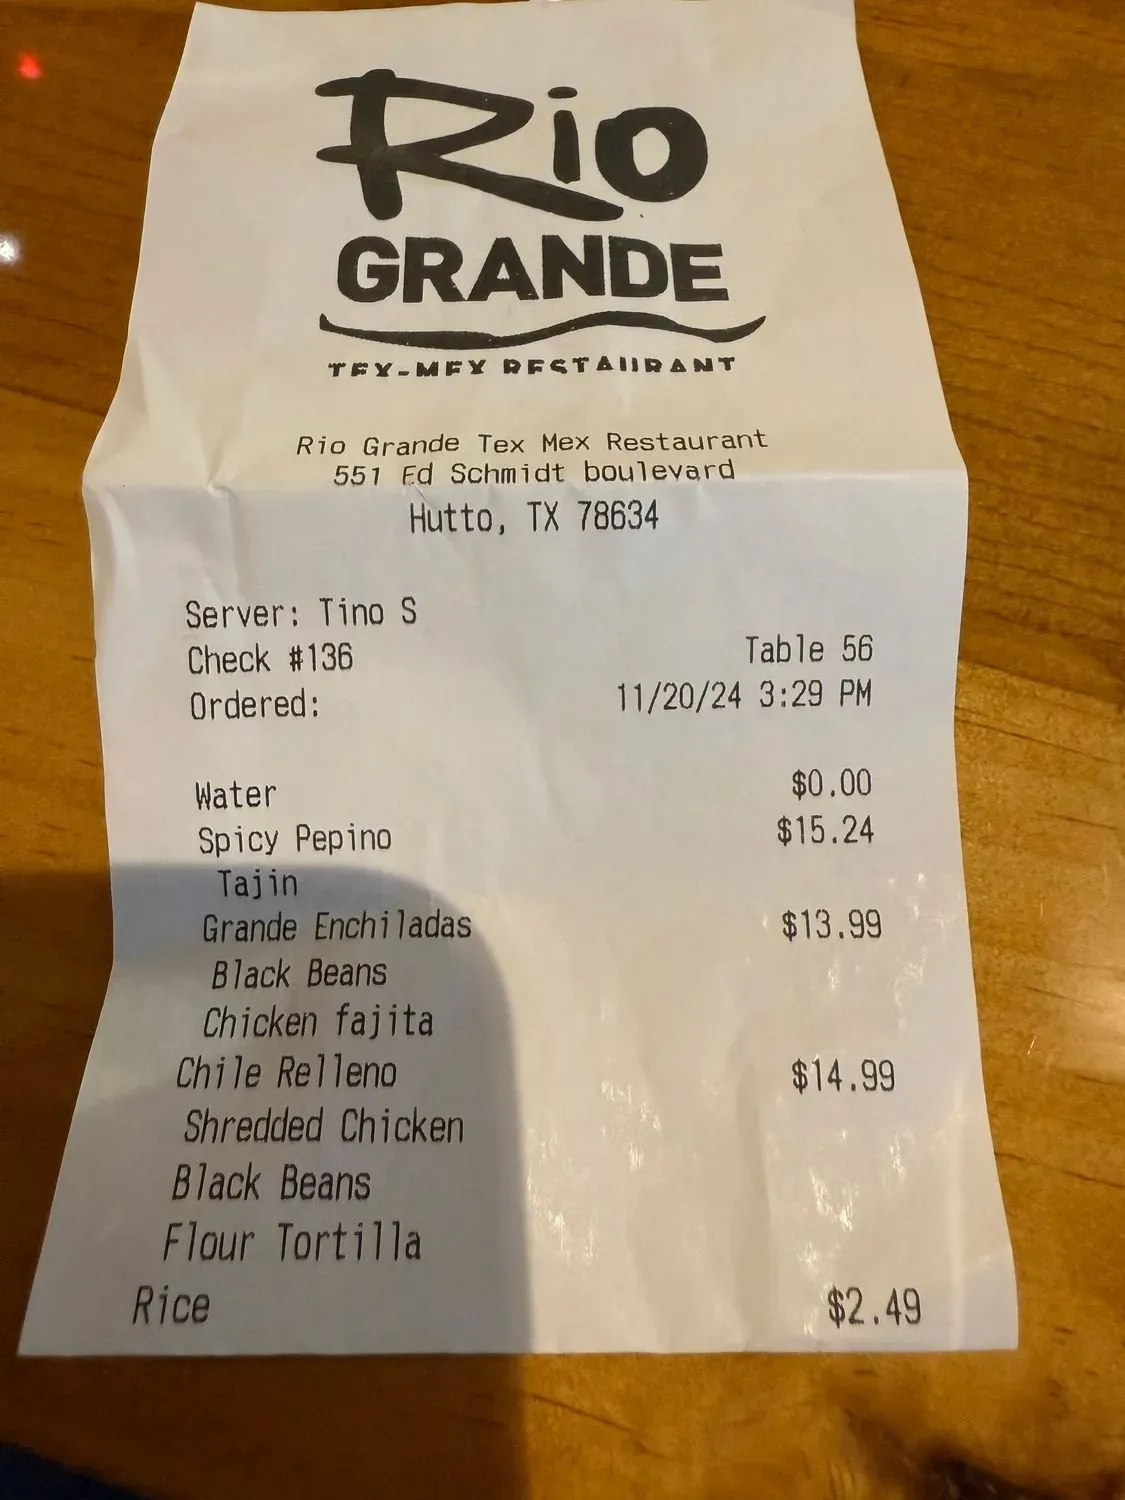 Rio
GRANDE
TEX-MEX RESTAURANT
Rio Grande Tex Mex Restaurant
551 Ed Schmidt boulevard
Hutto, TX 78634
Server: Tino S
Check #136 Table 56
Ordered: 11/20/24 3:29 PM
Water $0.00
Spicy Pepino $15.24
Tajin
Grande Enchiladas $13.99
Black Beans
Chicken fajita
Chile Relleno $14.99
Shredded Chicken
Black Beans
Flour Tortilla
Rice $2.49